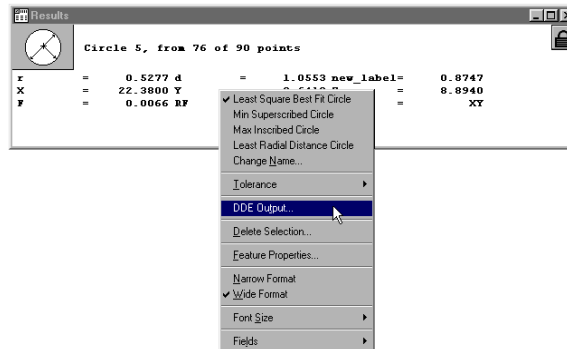 Results
Circle 5, from 76 of 90 points
r = 0.5277 d = 1.0553 new_label= 0.8747
X = 22.3800 Y = 8.8940
F = 0.0066 RF = XY
Least Square Best Fit Circle
Min Superscribed Circle
Max Inscribed Circle
Least Radial Distance Circle
Change Name...
Tolerance
DDE Output...
Delete Selection...
Feature Properties...
Narrow Format
Wide Format
Font Size
Fields